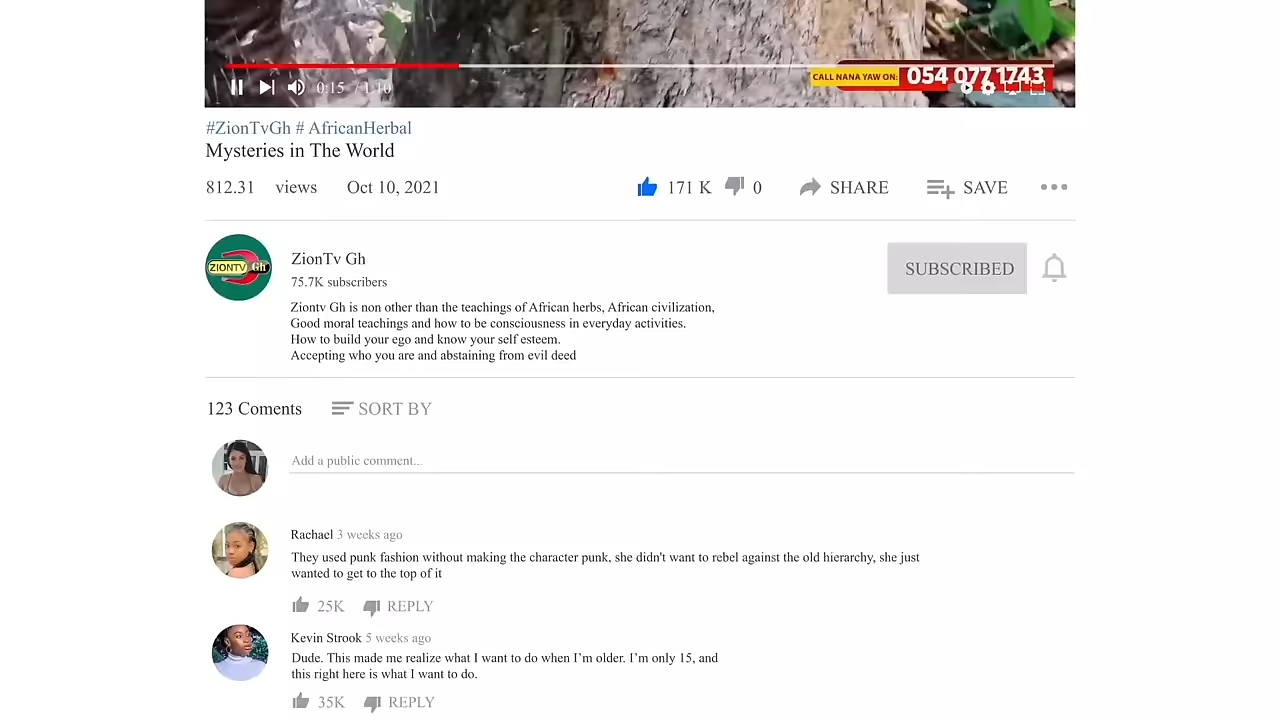 CALL NANA YAW ON: 054 077 1743
0:15 / 1:10
#ZionTvGh # AfricanHerbal
Mysteries in The World
812.31 views Oct 10, 2021
171 K 0 SHARE SAVE
ZIONTV Gh
ZionTv Gh
SUBSCRIBED
75.7K subscribers
Ziontv Gh is non other than the teachings of African herbs, African civilization,
Good moral teachings and how to be consciousness in everyday activities.
How to build your ego and know your self esteem.
Accepting who you are and abstaining from evil deed
123 Coments SORT BY
Add a public comment...
Rachael 3 weeks ago
They used punk fashion without making the character punk, she didn't want to rebel against the old hierarchy, she just
wanted to get to the top of it
25K REPLY
Kevin Strook 5 weeks ago
Dude. This made me realize what I want to do when I'm older. I'm only 15, and
this right here is what I want to do.
35K REPLY